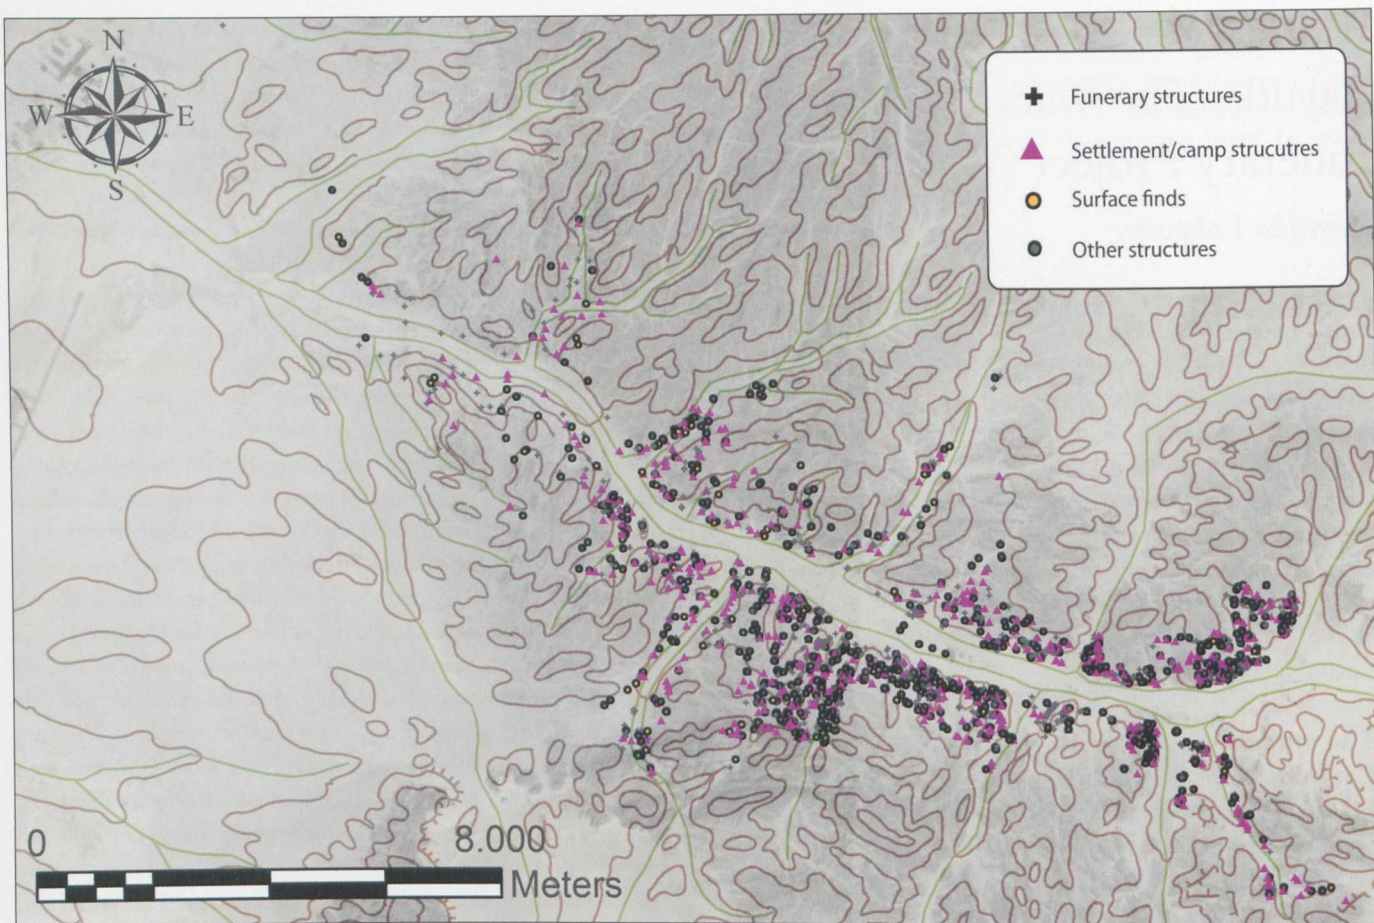 N
W E
S
Funerary structures
Settlement/camp strucutres
Surface finds
Other structures
0 8.000
Meters